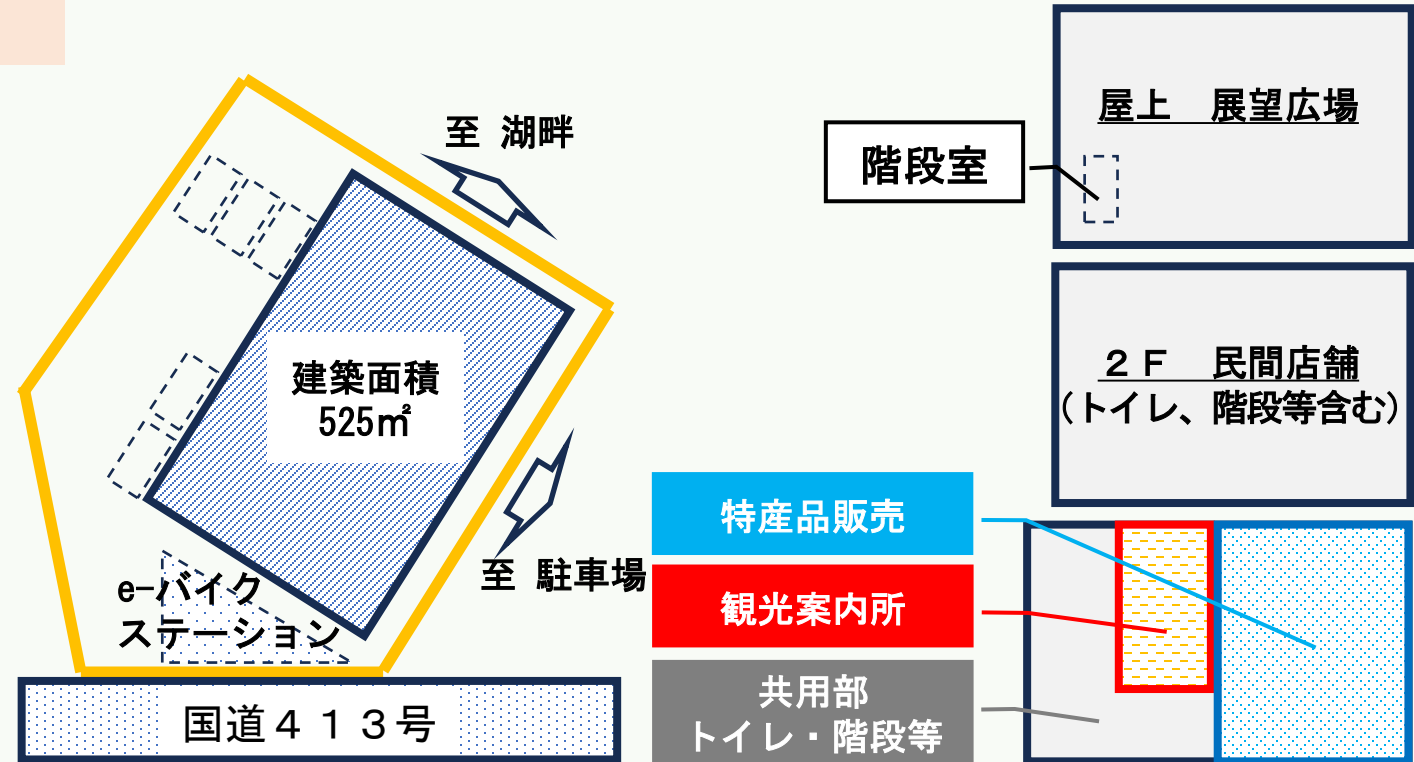 至 湖畔
建築面積
525㎡
至 駐車場
e-バイク
ステーション
国道４１３号
屋上　展望広場
階段室
２Ｆ　民間店舗
(トイレ、階段等含む)
特産品販売
観光案内所
共用部
トイレ・階段等